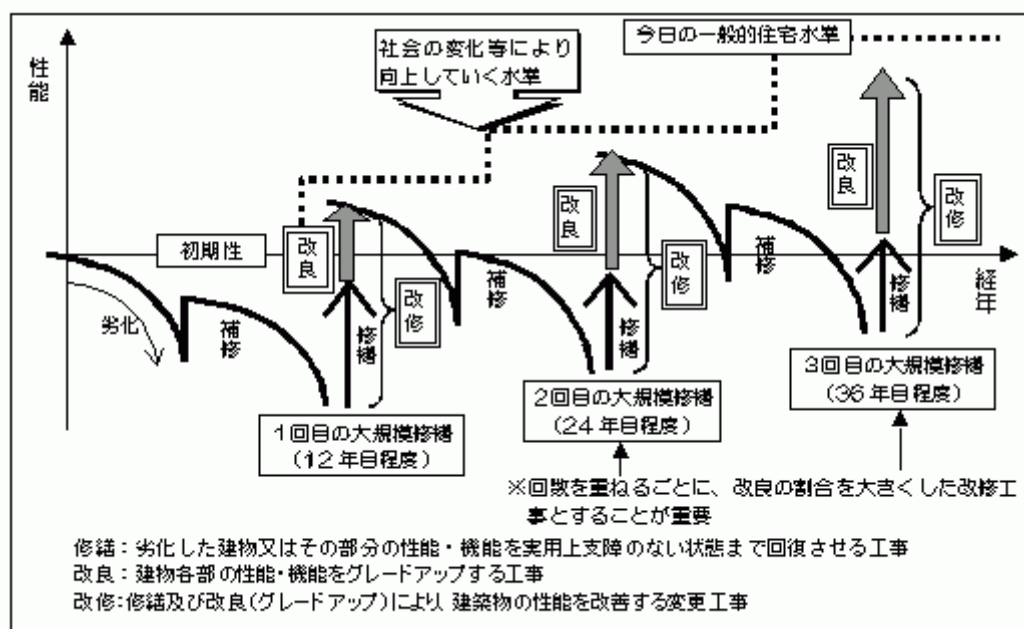 性能
社会の変化等により
向上していく水準
今日の一般的住宅水準
初期性
劣化
補修
改良
修繕
改修
補修
改良
修繕
改修
補修
改良
修繕
改修
経年
1回目の大規模修繕
(12年目程度)
2回目の大規模修繕
(24年目程度)
3回目の大規模修繕
(36年目程度)
※回数を重ねるごとに、改良の割合を大きくした改修工
事とすることが重要
修繕：劣化した建物又はその部分の性能・機能を実用上支障のない状態まで回復させる工事
改良：建物各部の性能・機能をグレードアップする工事
改修:修繕及び改良(グレードアップ)により 建築物の性能を改善する変更工事